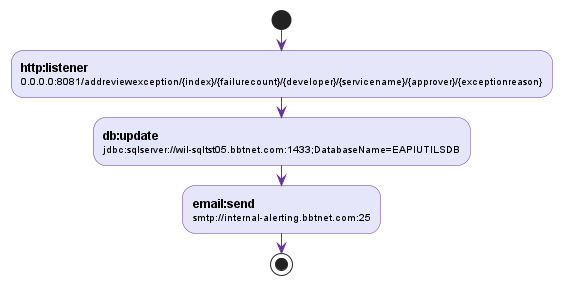 http:listener
0.0.0.0:8081/addreviewexception/{index}/{failurecount}/{developer}/{servicename}/{approver}/{exceptionreason}
db:update
jdbc:sqlserver://wil-sqltst05.bbtnet.com:1433;DatabaseName=EAPIUTILSDB
email:send
smtp://internal-alerting.bbtnet.com:25